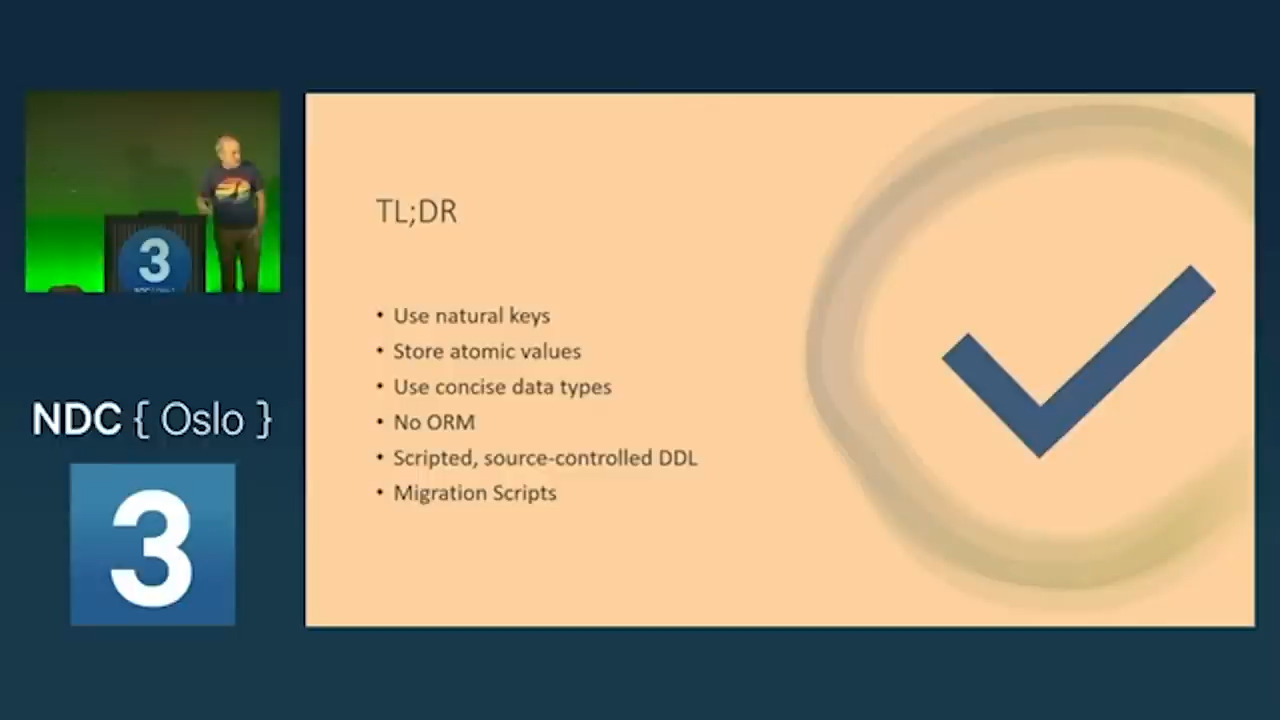 3
NDC { Oslo }
3
TL;DR
• Use natural keys
• Store atomic values
• Use concise data types
• No ORM
• Scripted, source-controlled DDL
• Migration Scripts